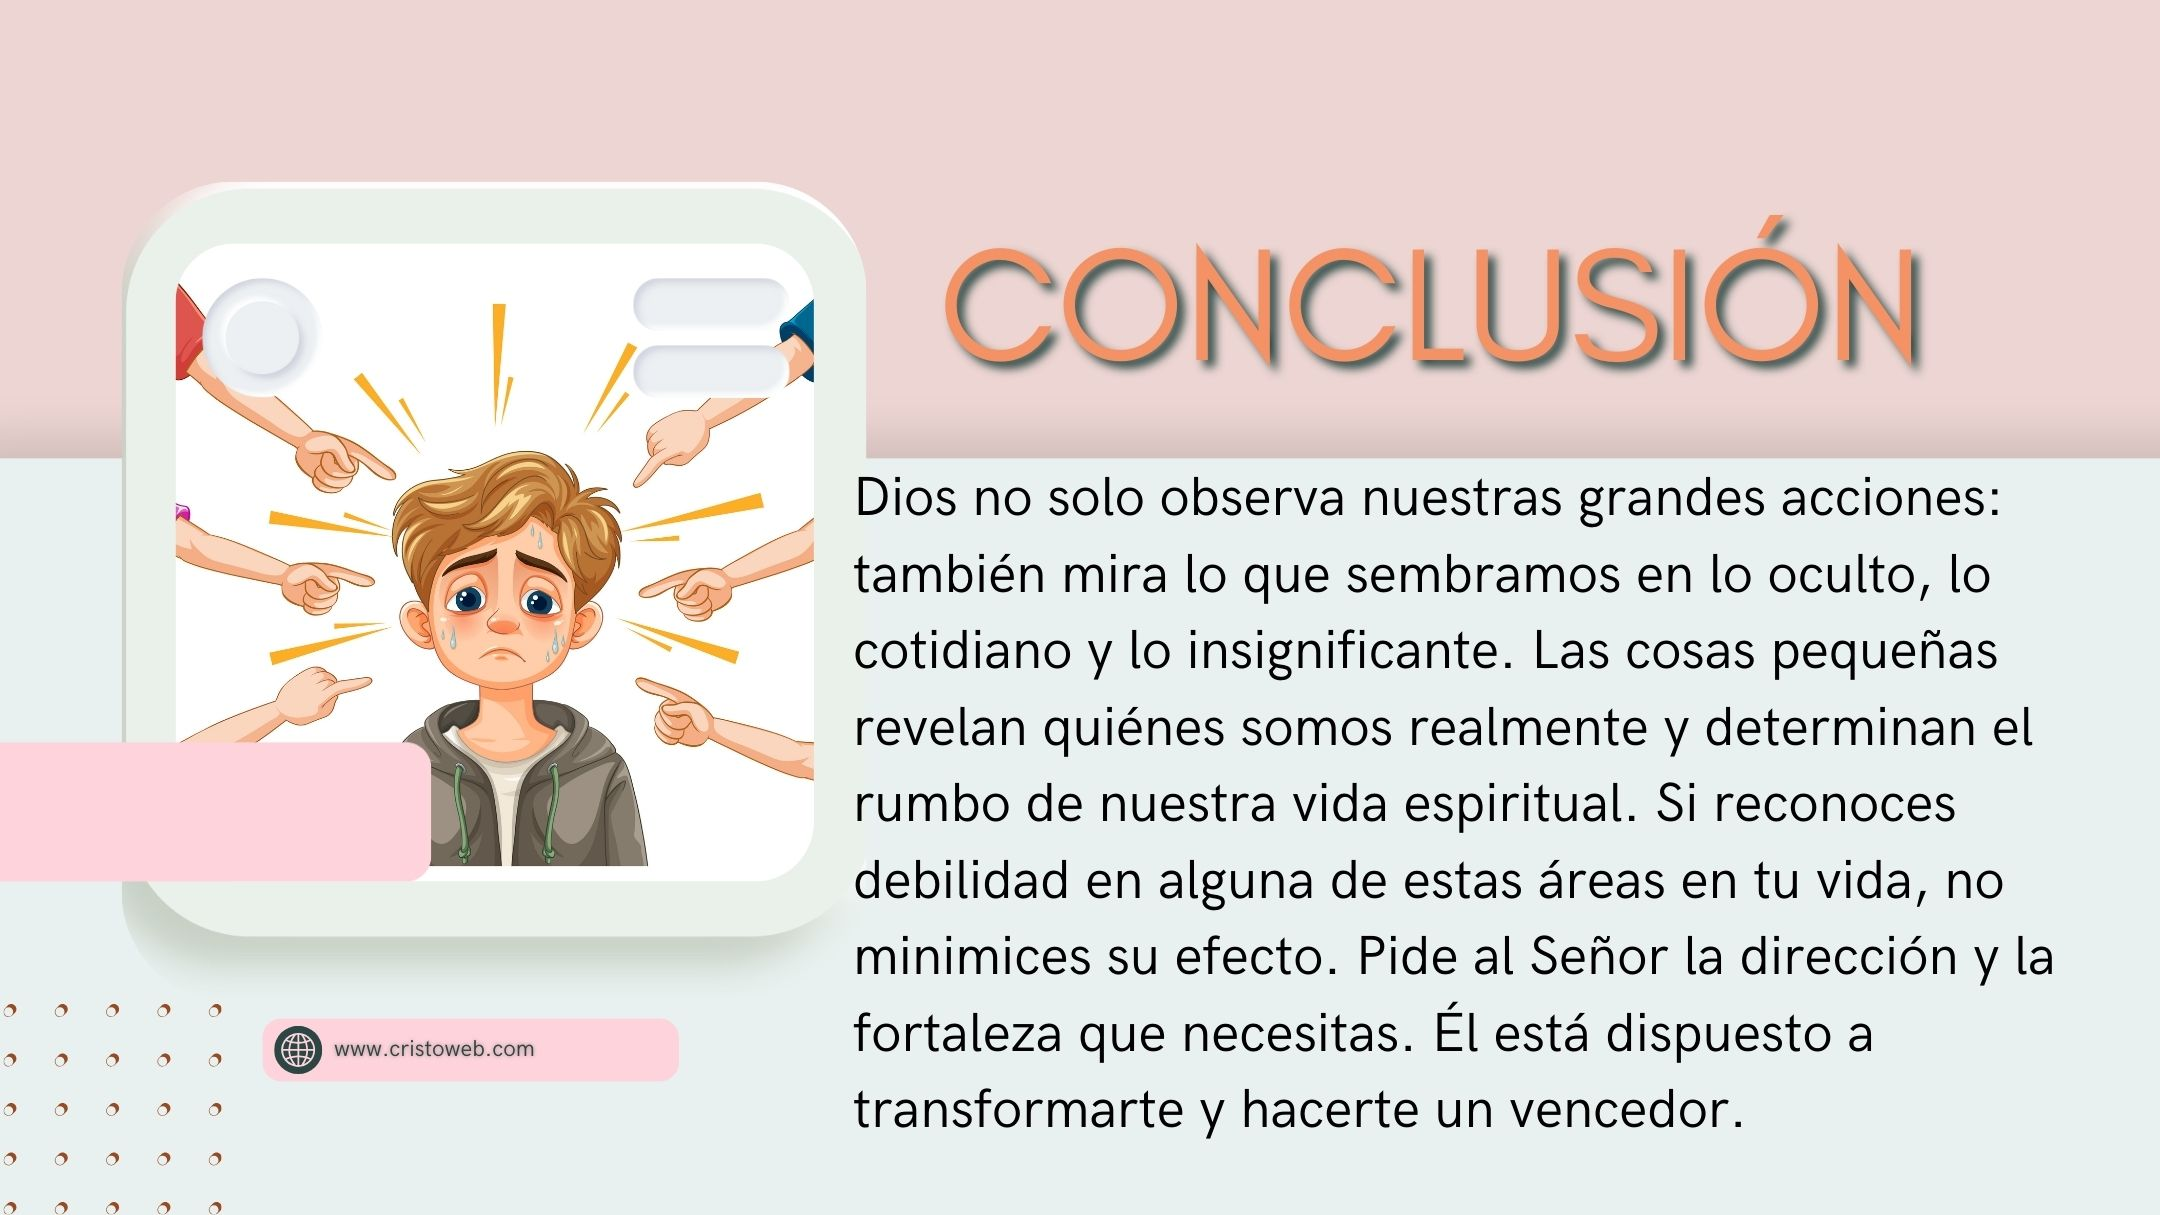 CONCLUSIÓN
Dios no solo observa nuestras grandes acciones:
también mira lo que sembramos en lo oculto, lo
cotidiano y lo insignificante. Las cosas pequeñas
revelan quiénes somos realmente y determinan el
rumbo de nuestra vida espiritual. Si reconoces
debilidad en alguna de estas áreas en tu vida, no
minimices su efecto. Pide al Señor la dirección y la
fortaleza que necesitas. Él está dispuesto a
transformarte y hacerte un vencedor.
www.cristoweb.com